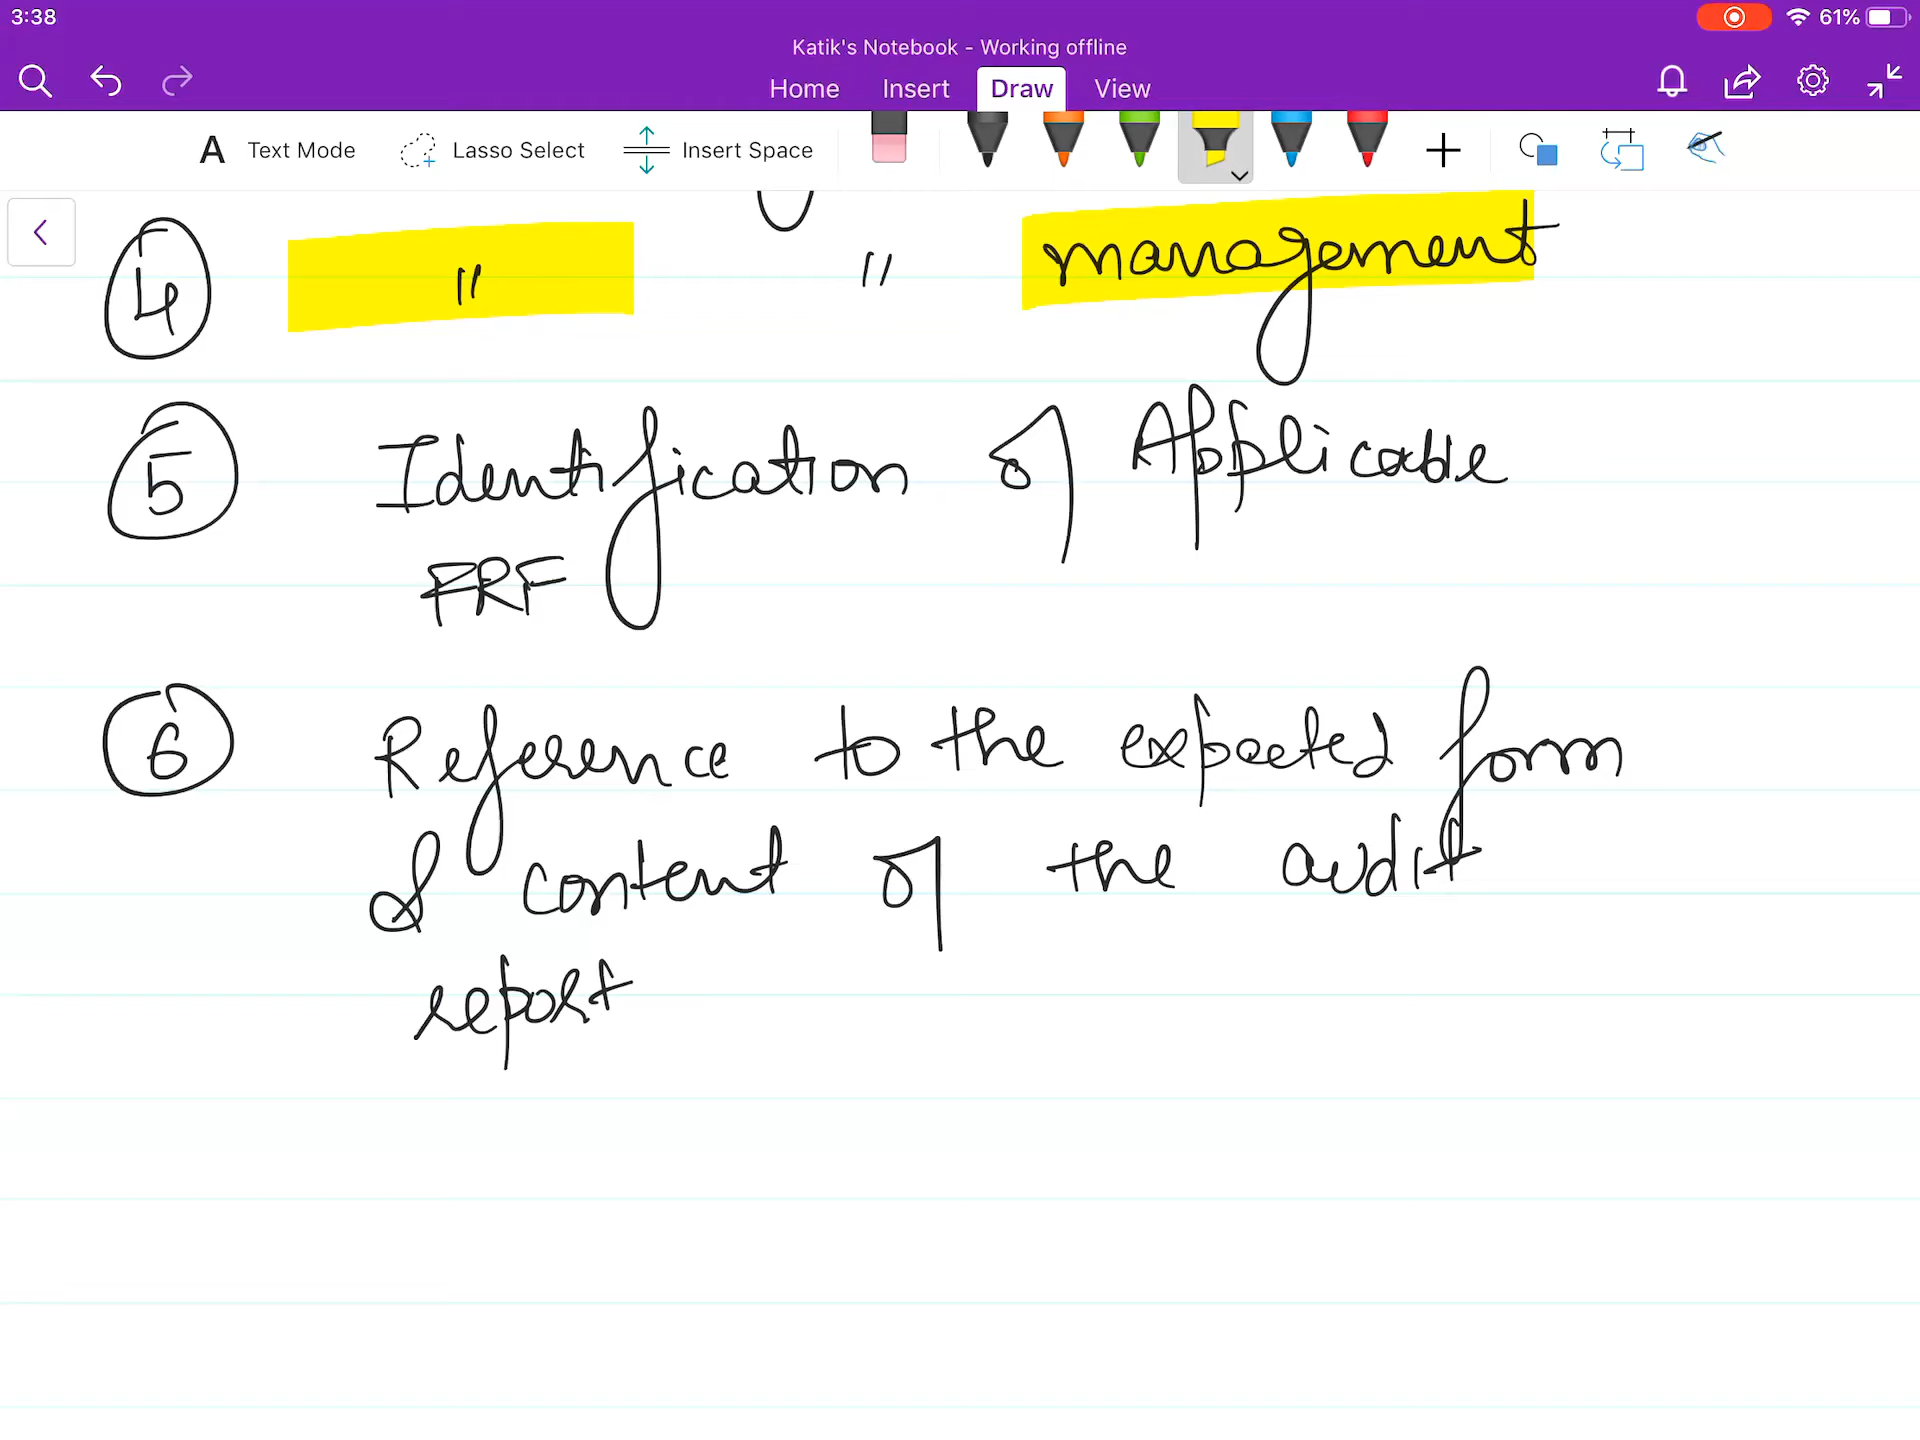 3:38
61%
Katik's Notebook - Working offline
Home Insert Draw View
A Text Mode Lasso Select Insert Space
4 " " management
5 Identification of Applicable
FRF
6 Reference to the expected form
& content of the audit
report